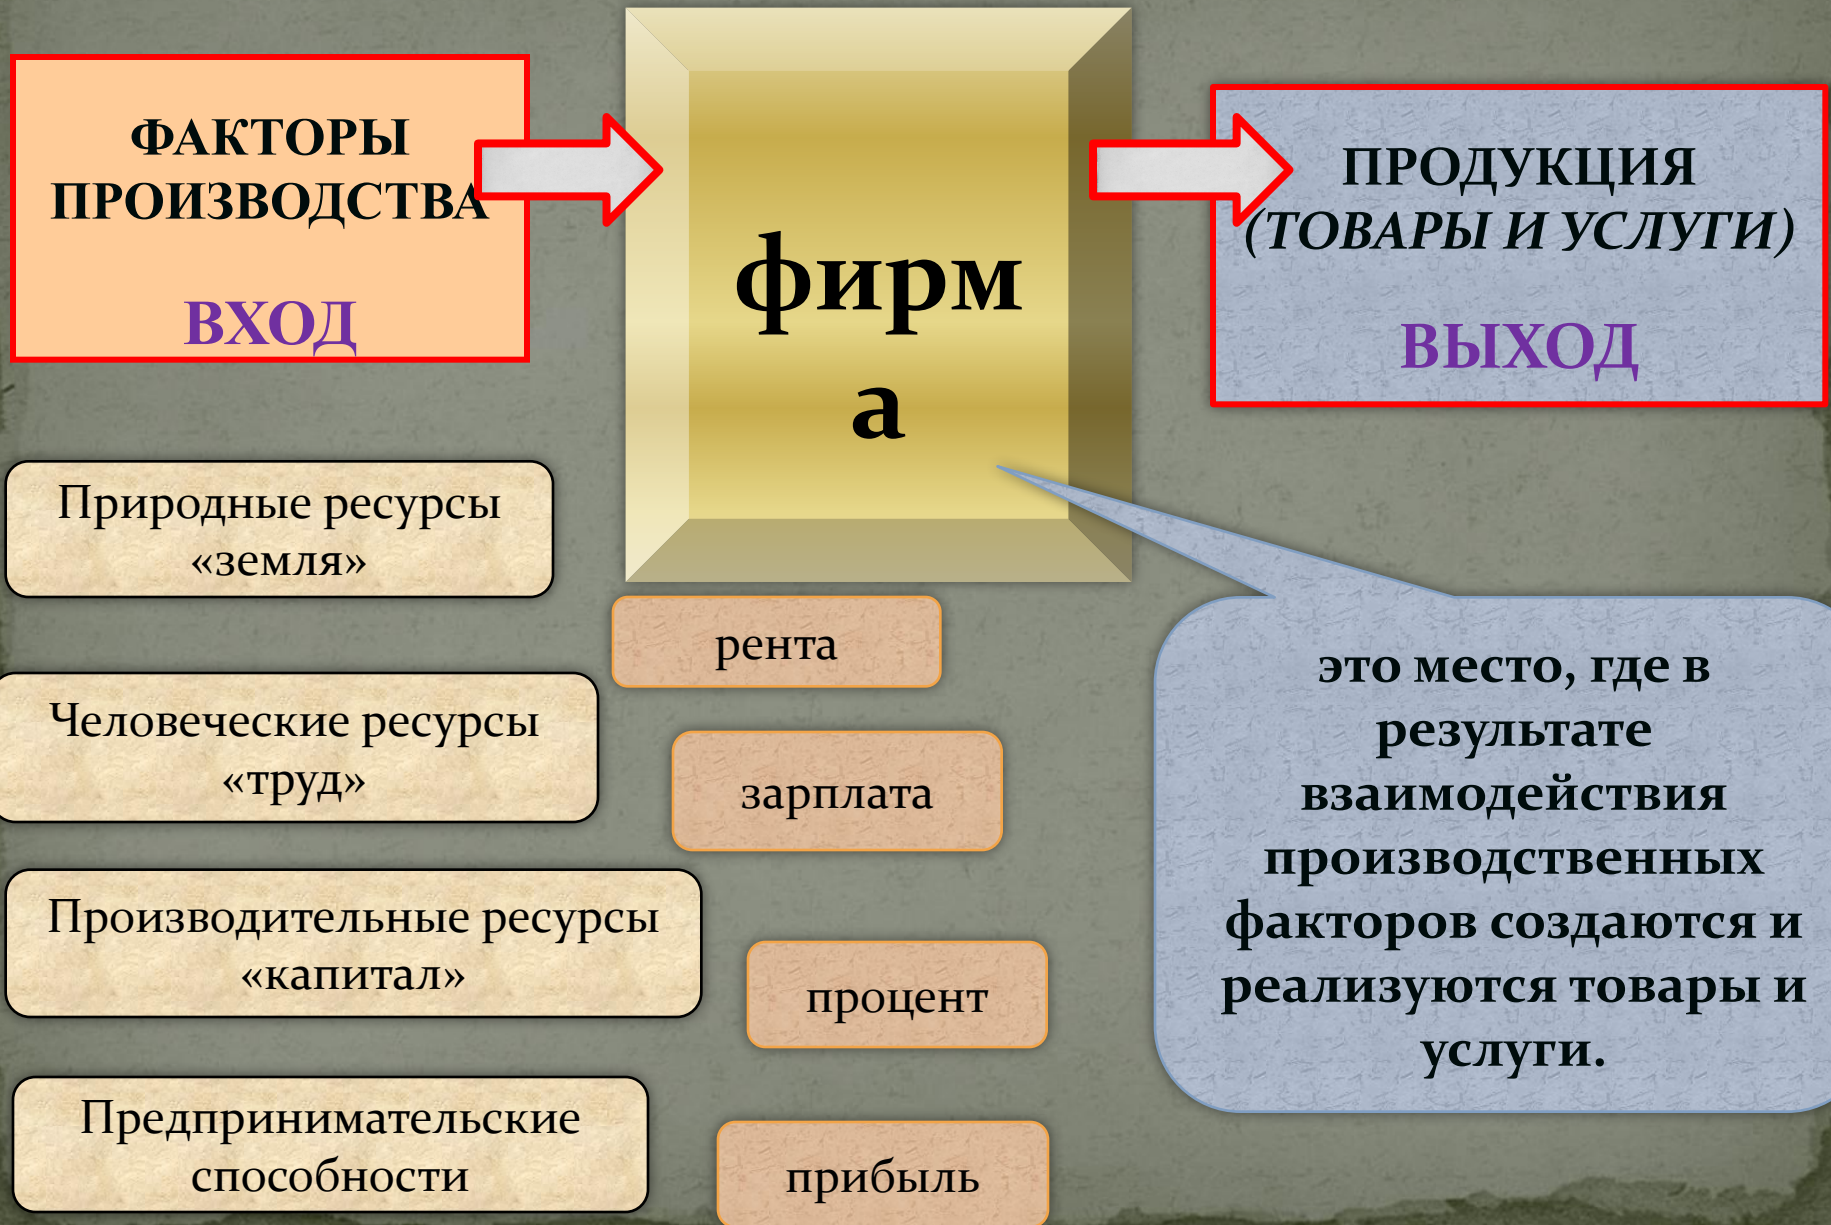 ФАКТОРЫ
ПРОИЗВОДСТВА
ВХОД
фирм
а
ПРОДУКЦИЯ
(ТОВАРЫ И УСЛУГИ)
ВЫХОД
Природные ресурсы
«земля»
рента
Человеческие ресурсы
«труд»
зарплата
Производительные ресурсы
«капитал»
процент
Предпринимательские
способности
прибыль
это место, где в
результате
взаимодействия
производственных
факторов создаются и
реализуются товары и
услуги.